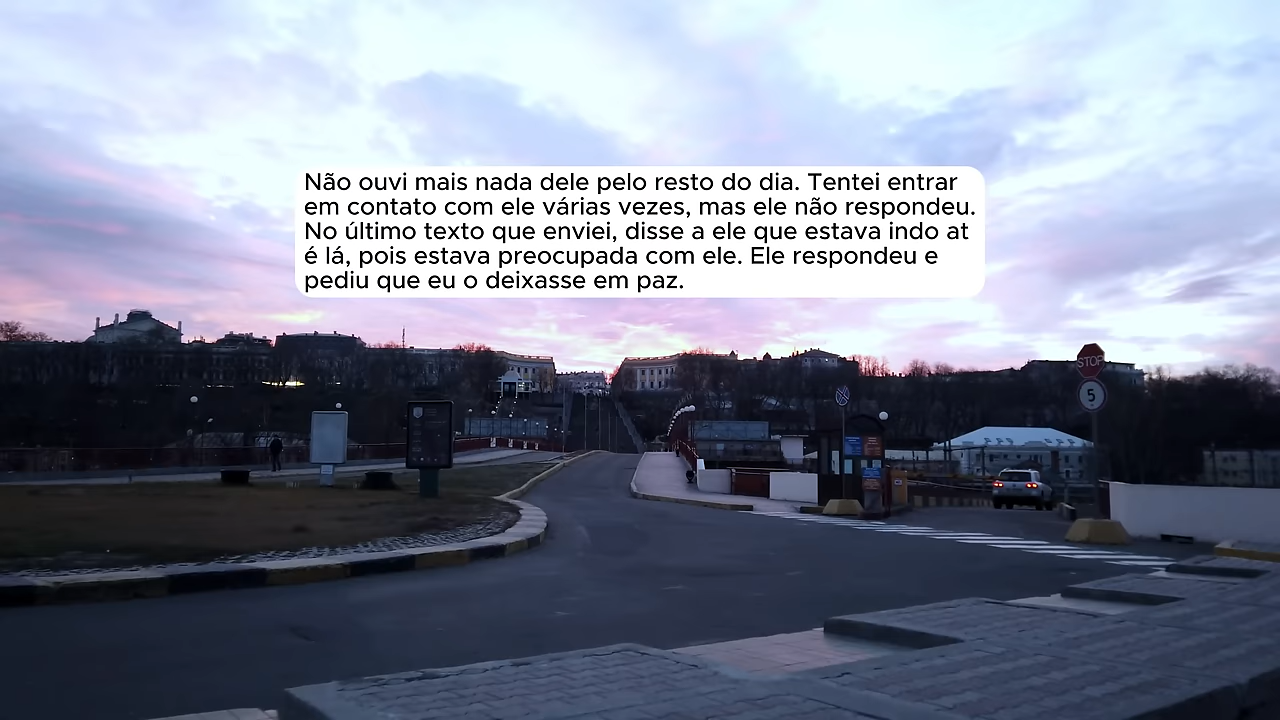 Não ouvi mais nada dele pelo resto do dia. Tentei entrar
em contato com ele várias vezes, mas ele não respondeu.
No último texto que enviei, disse a ele que estava indo at
é lá, pois estava preocupada com ele. Ele respondeu e
pediu que eu o deixasse em paz.
STOP
5